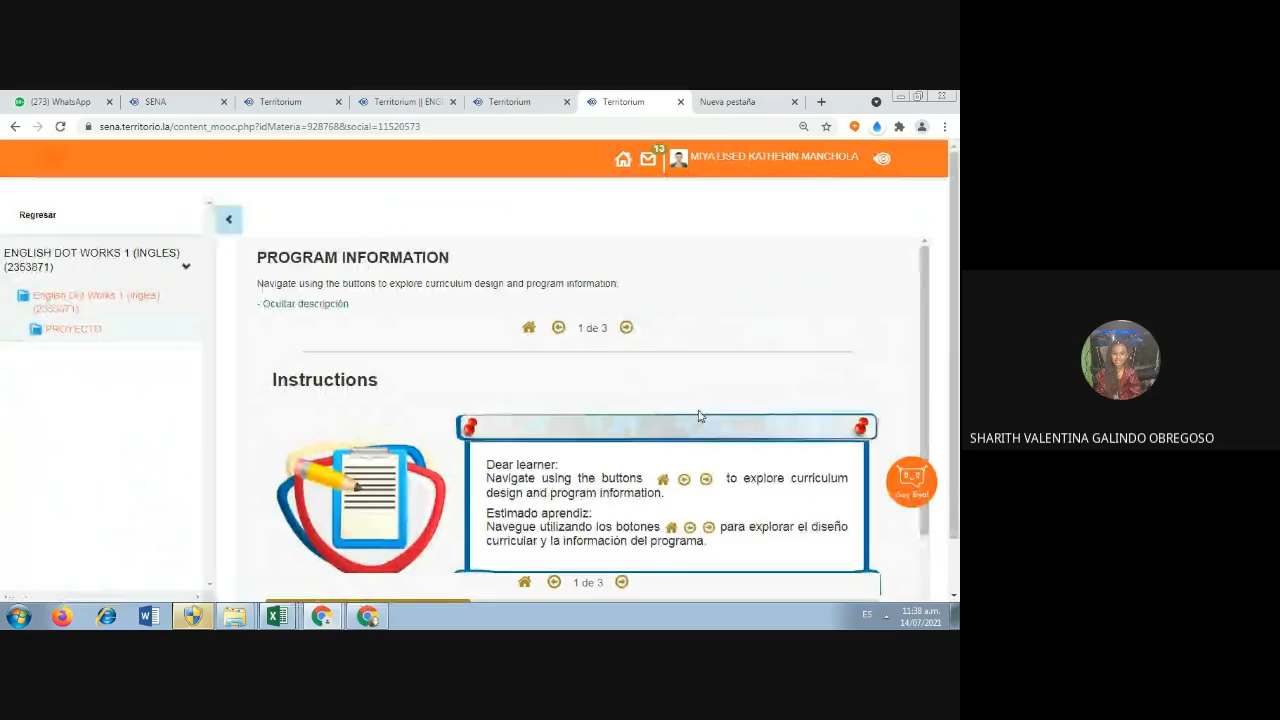 (273) WhatsApp
SENA
Territorium
Territorium || ENG
Territorium
Territorium
Nueva pestaña
sena.territorio.la/content_mooc.php?idMateria=928768&social=11520573
13
MIYA LISED KATHERIN MANCHOLA
Regresar
ENGLISH DOT WORKS 1 (INGLES)
(2353871)
English Dot Works 1 (Ingles)
(2353871)
PROYECTO
PROGRAM INFORMATION
Navigate using the buttons to explore curriculum design and program information.
- Ocultar descripción
1 de 3
Instructions
Dear learner:
Navigate using the buttons to explore curriculum
design and program information.
Estimado aprendiz:
Navegue utilizando los botones para explorar el diseño
curricular y la información del programa.
1 de 3
SHARITH VALENTINA GALINDO OBREGOSO
ES
11:38 a.m.
14/07/2021